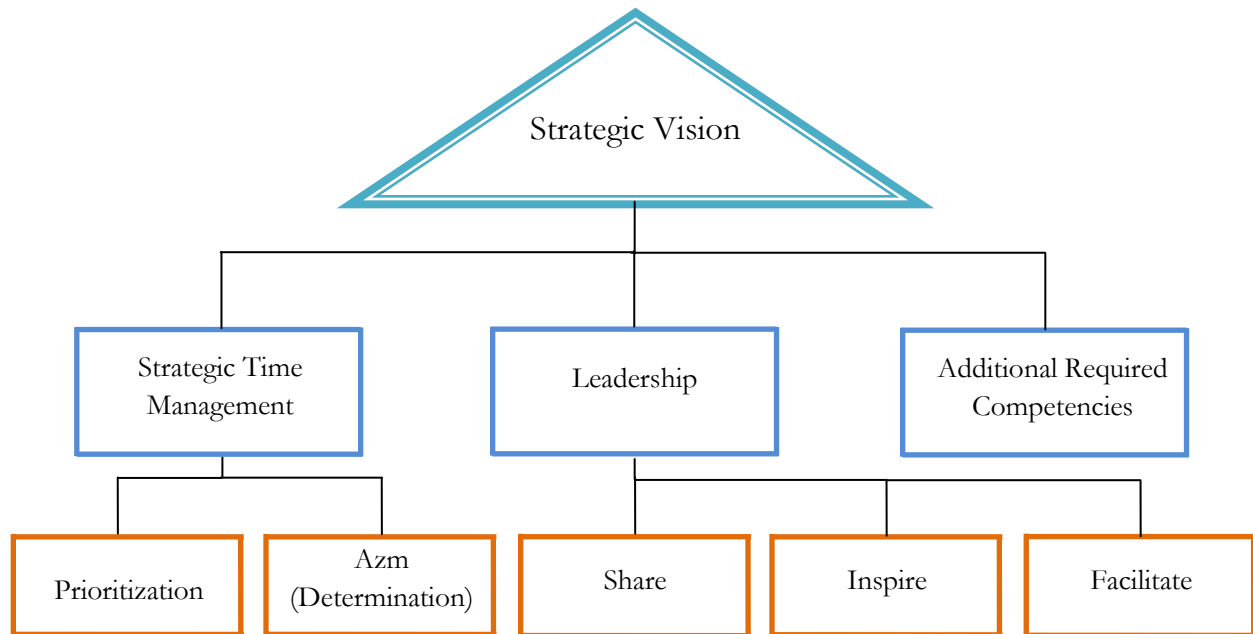 Strategic Vision
Strategic Time
Management
Leadership
Additional Required
Competencies
Prioritization
Azm
(Determination)
Share
Inspire
Facilitate